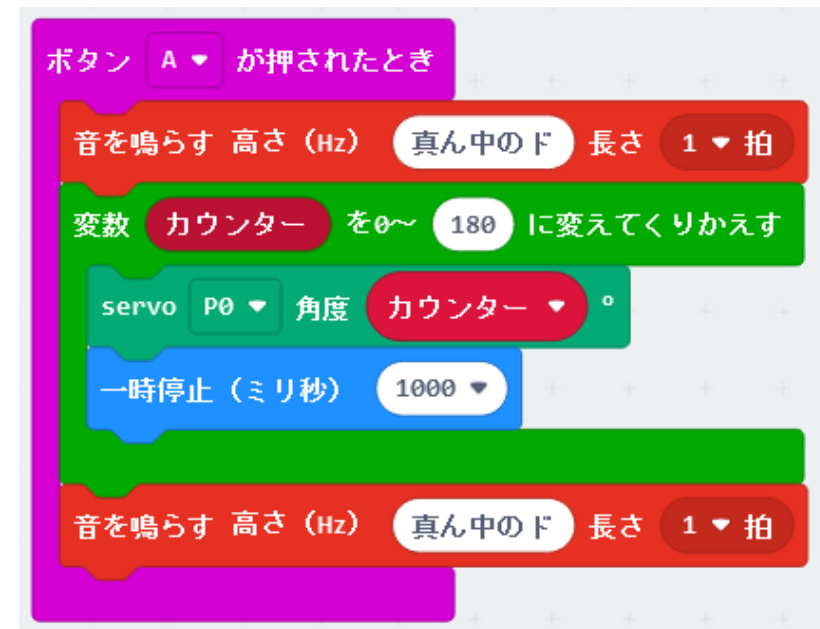 ボタン A が押されたとき
音を鳴らす 高さ (Hz) 真ん中のド 長さ 1 拍
変数 カウンター を0～ 180 に変えてくりかえす
servo P0 角度 カウンター °
一時停止 (ミリ秒) 1000
音を鳴らす 高さ (Hz) 真ん中のド 長さ 1 拍